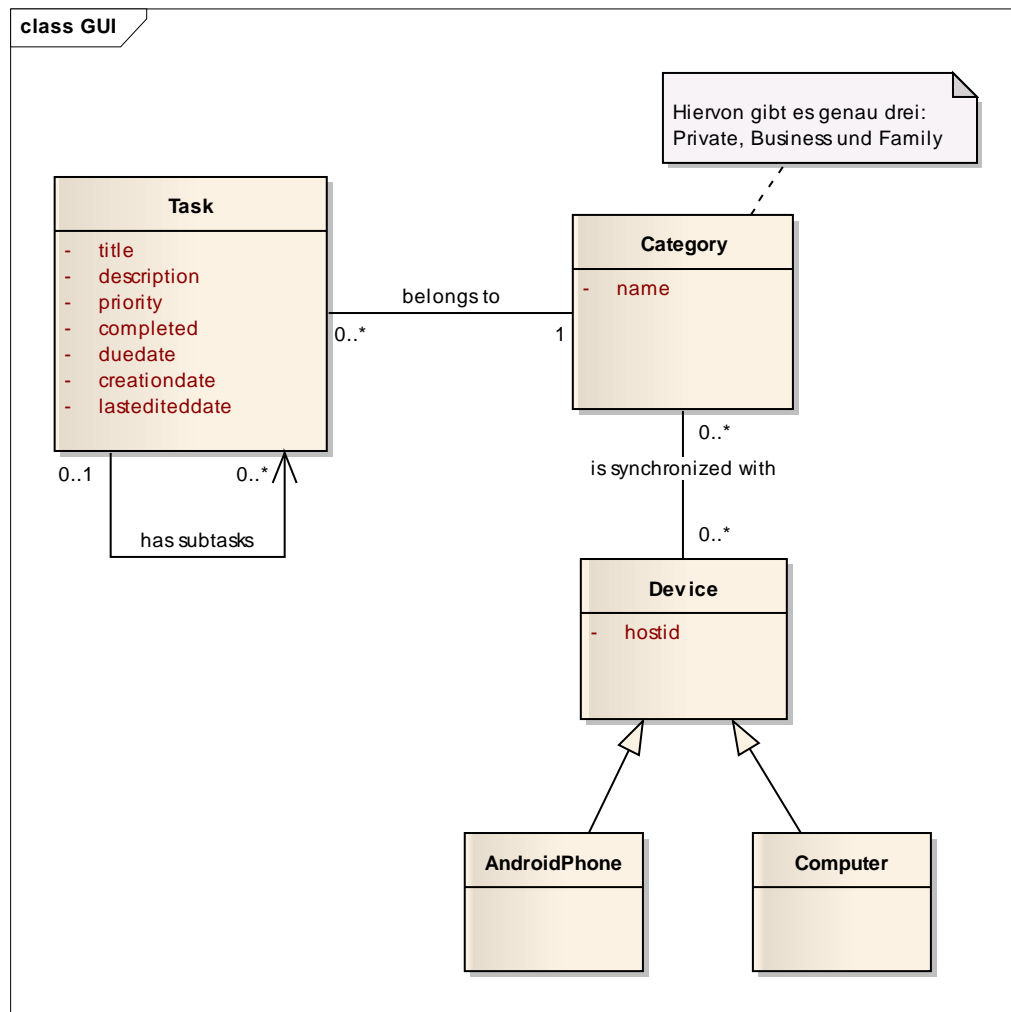 class GUI
Hiervon gibt es genau drei:
Private, Business und Family
Task
- title
- description
- priority
- completed
- duedate
- creationdate
- lastediteddate
Category
- name
belongs to
0..*
1
0..1
0..*
has subtasks
0..*
is synchronized with
0..*
Device
- hostid
AndroidPhone
Computer